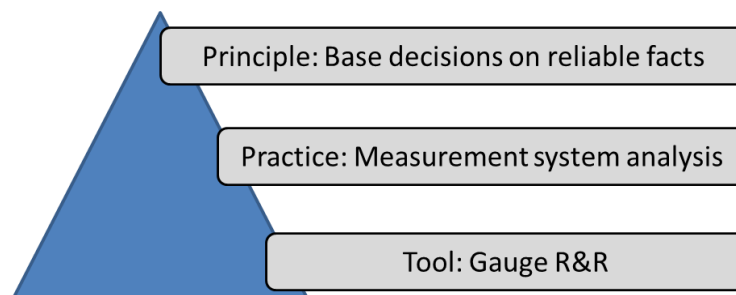 Principle: Base decisions on reliable facts
Practice: Measurement system analysis
Tool: Gauge R&R